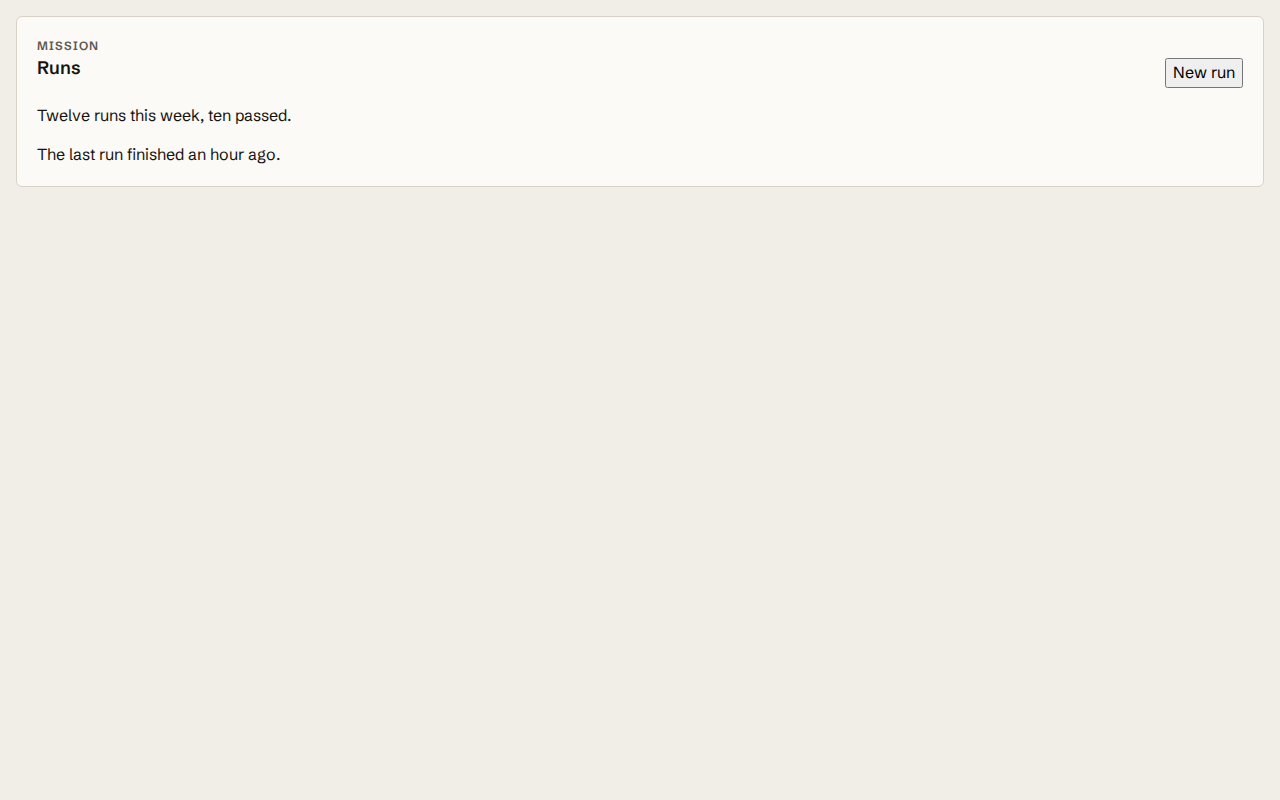 MISSION
Runs
New run
Twelve runs this week, ten passed.
The last run finished an hour ago.